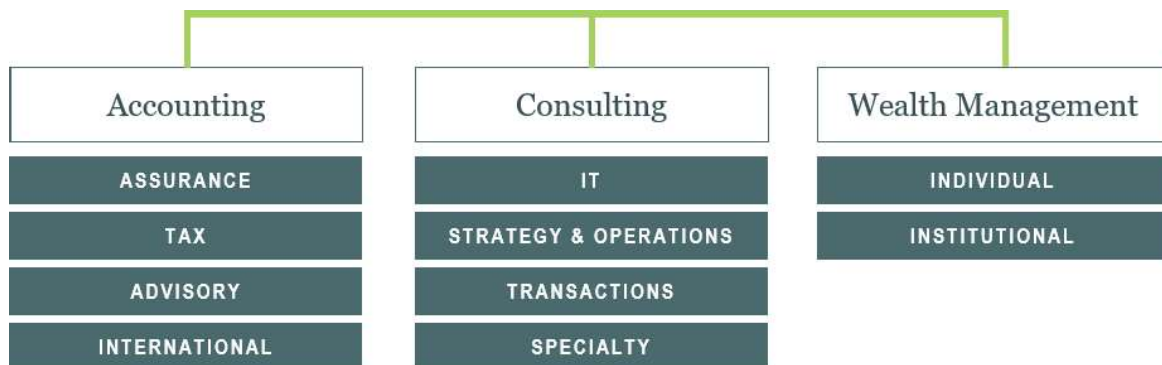 Accounting
ASSURANCE
TAX
ADVISORY
INTERNATIONAL
Consulting
IT
STRATEGY & OPERATIONS
TRANSACTIONS
SPECIALTY
Wealth Management
INDIVIDUAL
INSTITUTIONAL